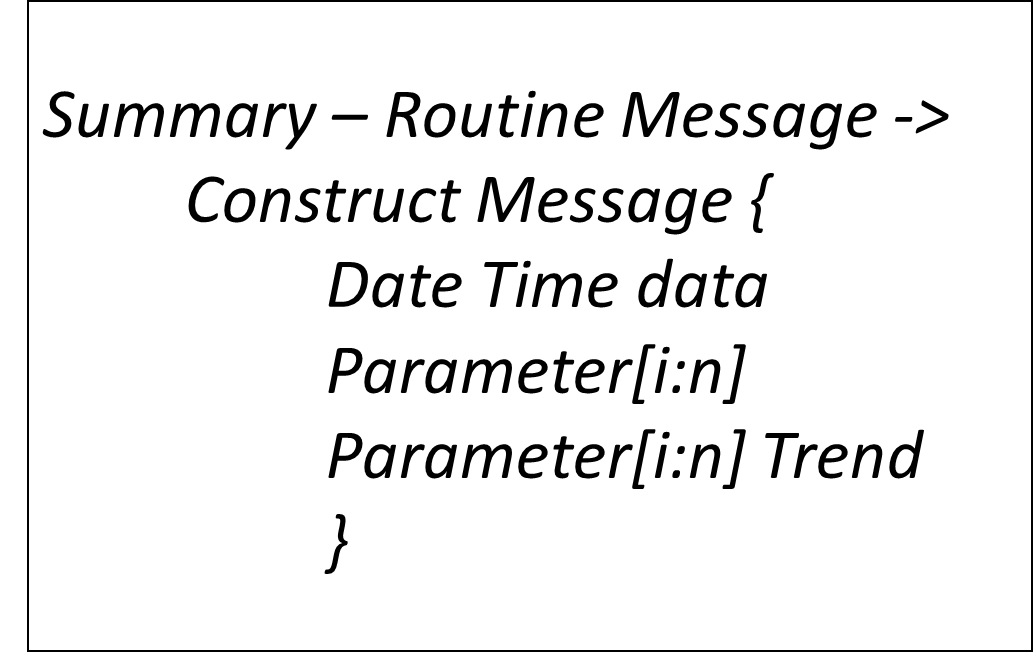 Summary – Routine Message ->
Construct Message {
Date Time data
Parameter[i:n]
Parameter[i:n] Trend
}